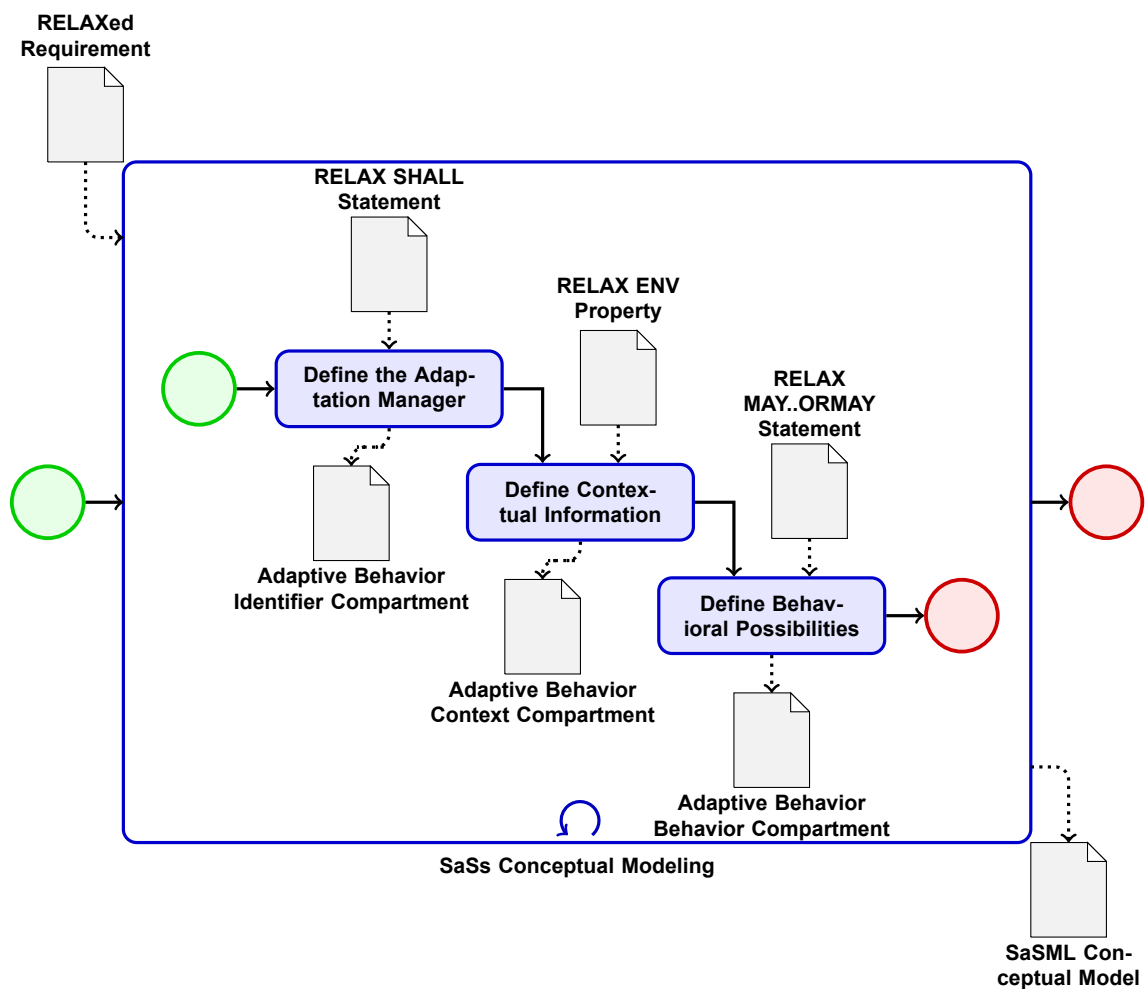 RELAXed
Requirement
RELAX SHALL
Statement
RELAX ENV
Property
Define the Adap-
tation Manager
RELAX
MAY..ORMAY
Statement
Define Contex-
tual Information
Adaptive Behavior
Identifier Compartment
Define Behav-
ioral Possibilities
Adaptive Behavior
Context Compartment
Adaptive Behavior
Behavior Compartment
SaSs Conceptual Modeling
SaSML Con-
ceptual Model